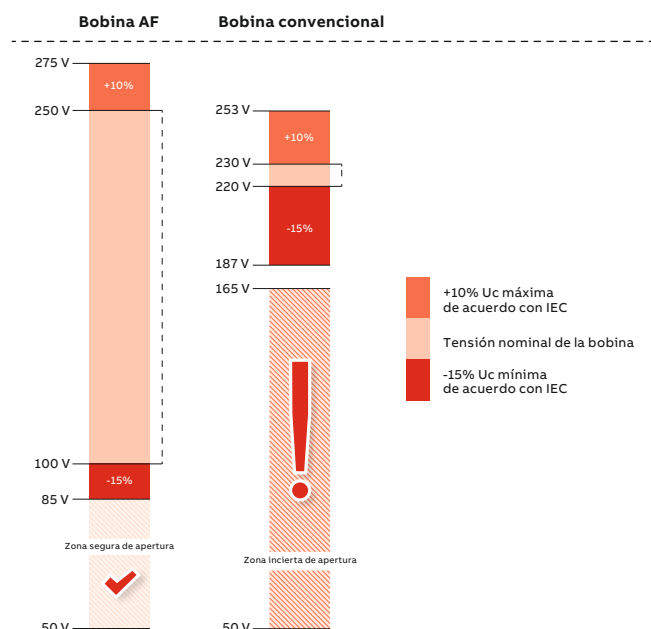 Bobina AF
Bobina convencional
275 V
+10%
250 V
100 V
-15%
85 V
Zona segura de apertura
50 V
253 V
+10%
230 V
220 V
-15%
187 V
165 V
Zona incierta de apertura
50 V
+10% Uc máxima
de acuerdo con IEC
Tensión nominal de la bobina
-15% Uc mínima
de acuerdo con IEC